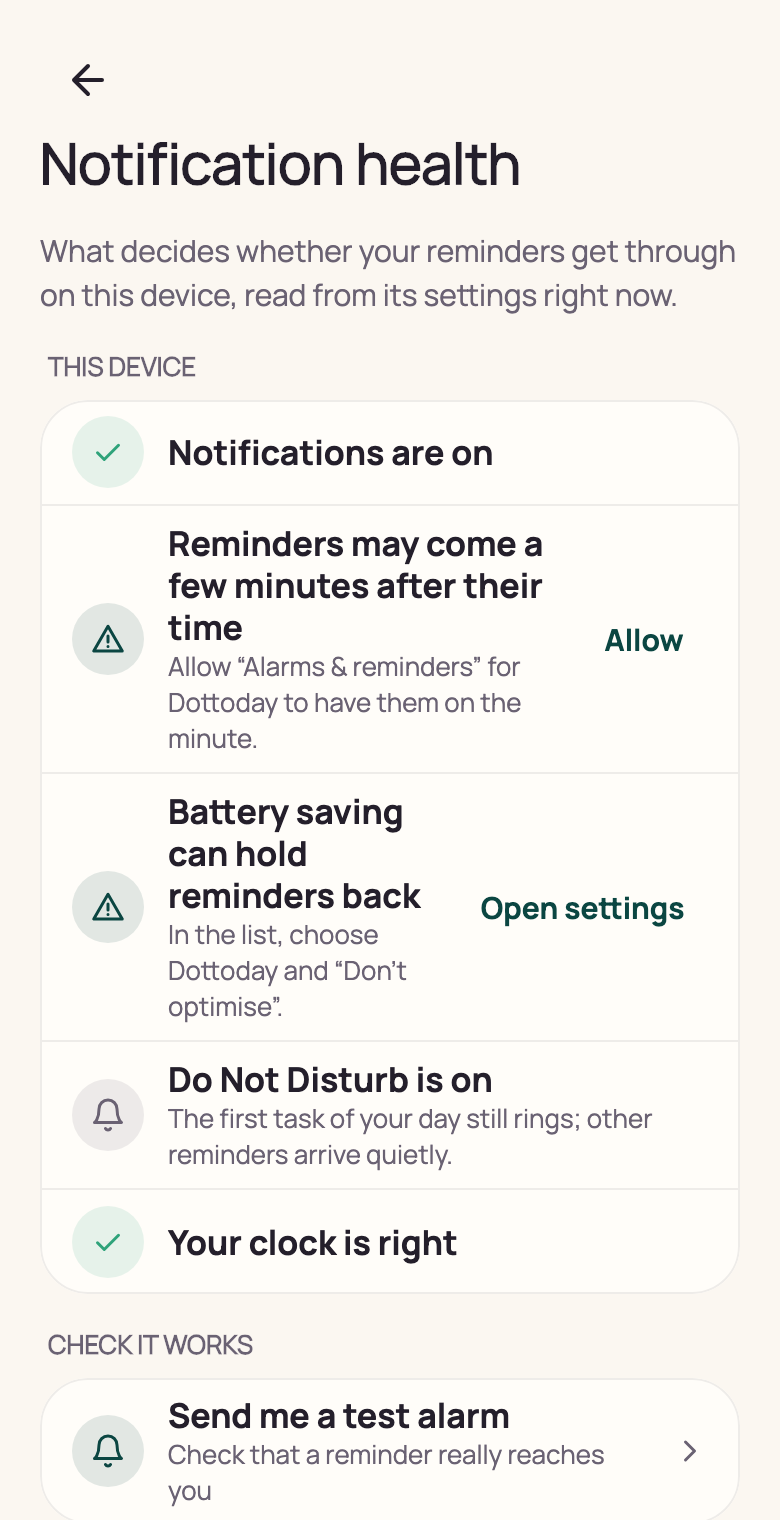 Notification health
What decides whether your reminders get through
on this device, read from its settings right now.
THIS DEVICE
Notifications are on
Reminders may come a
few minutes after their
time
Allow “Alarms & reminders” for
Dottoday to have them on the
minute.
Allow
Battery saving
can hold
reminders back
In the list, choose
Dottoday and “Don’t
optimise”.
Open settings
Do Not Disturb is on
The first task of your day still rings; other
reminders arrive quietly.
Your clock is right
CHECK IT WORKS
Send me a test alarm
Check that a reminder really reaches
you